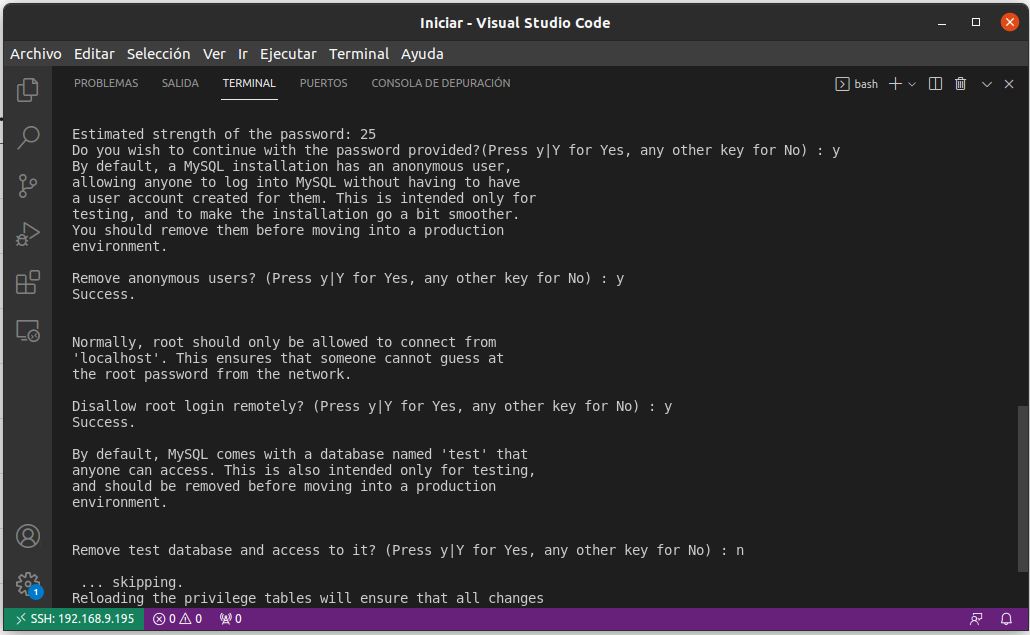 Iniciar - Visual Studio Code
Archivo Editar Selección Ver Ir Ejecutar Terminal Ayuda
PROBLEMAS SALIDA TERMINAL PUERTOS CONSOLA DE DEPURACIÓN bash
Estimated strength of the password: 25
Do you wish to continue with the password provided?(Press y|Y for Yes, any other key for No) : y
By default, a MySQL installation has an anonymous user,
allowing anyone to log into MySQL without having to have
a user account created for them. This is intended only for
testing, and to make the installation go a bit smoother.
You should remove them before moving into a production
environment.
Remove anonymous users? (Press y|Y for Yes, any other key for No) : y
Success.
Normally, root should only be allowed to connect from
'localhost'. This ensures that someone cannot guess at
the root password from the network.
Disallow root login remotely? (Press y|Y for Yes, any other key for No) : y
Success.
By default, MySQL comes with a database named 'test' that
anyone can access. This is also intended only for testing,
and should be removed before moving into a production
environment.
Remove test database and access to it? (Press y|Y for Yes, any other key for No) : n
... skipping.
Reloading the privilege tables will ensure that all changes
1
SSH: 192.168.9.195 0 0 0